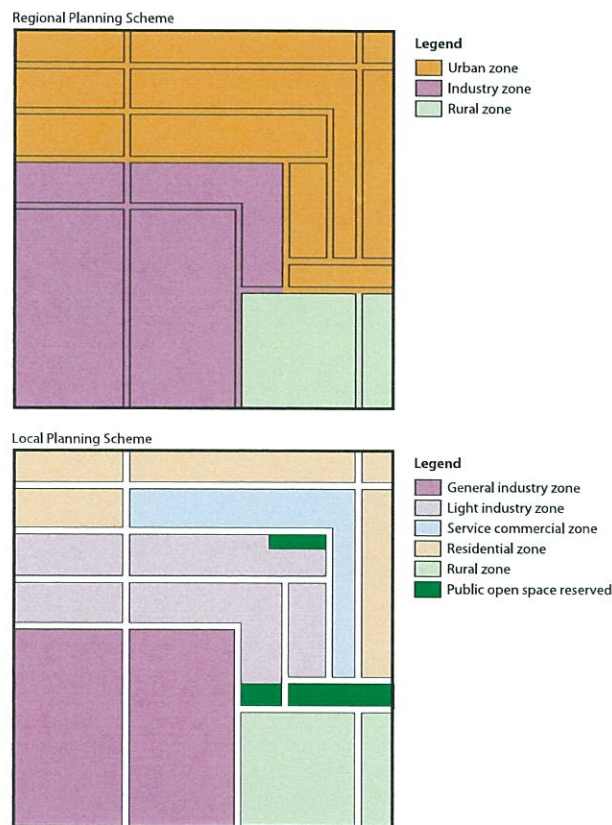 Regional Planning Scheme
Legend
Urban zone
Industry zone
Rural zone
Local Planning Scheme
Legend
General industry zone
Light industry zone
Service commercial zone
Residential zone
Rural zone
Public open space reserved